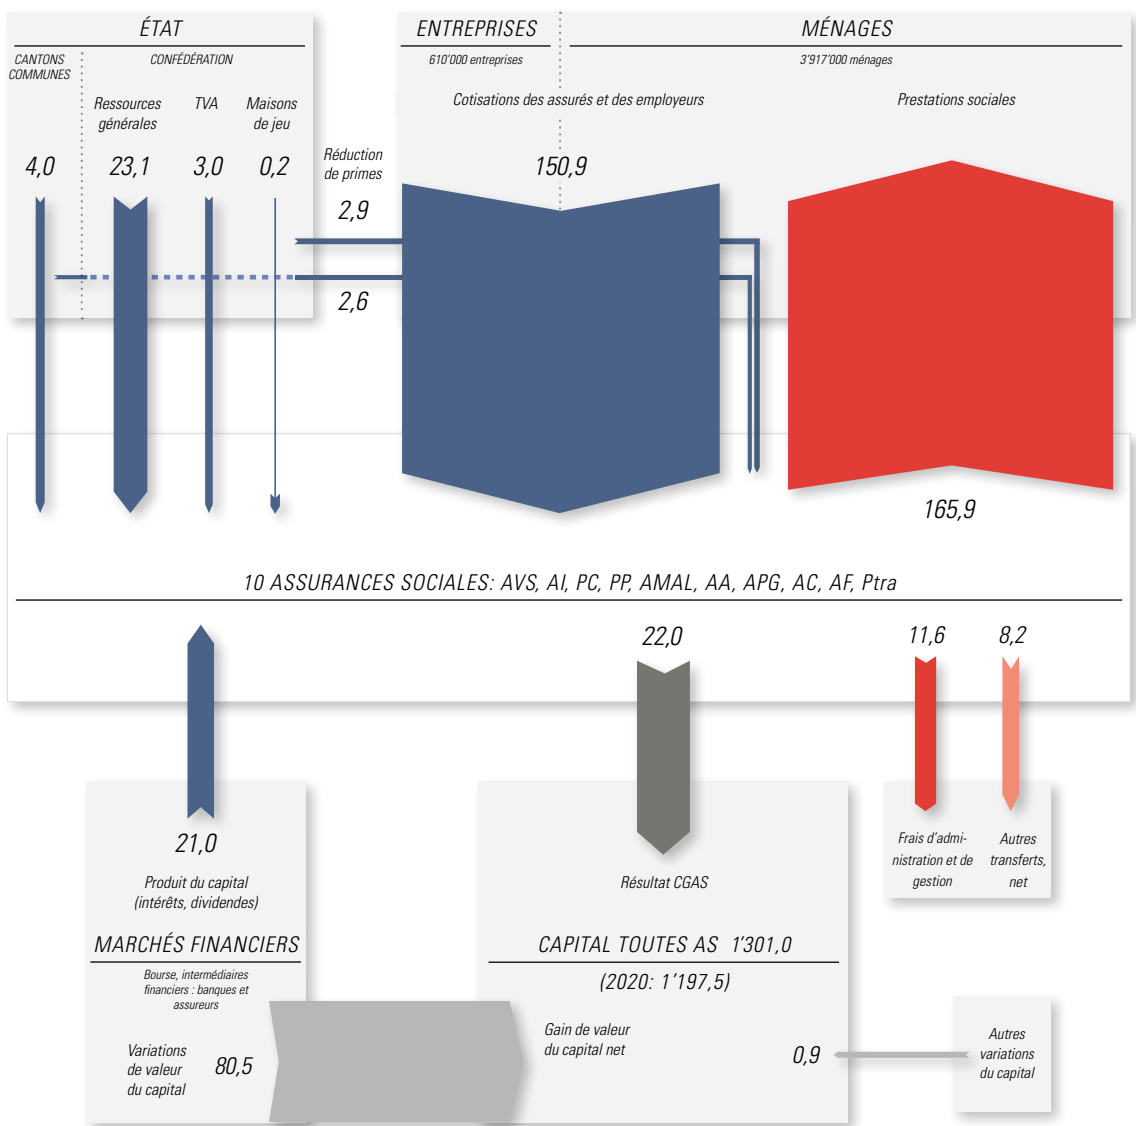 ÉTAT
CANTONS
COMMUNES
CONFÉDÉRATION
Ressources
générales
TVA
Maisons
de jeu
4,0
23,1
3,0
0,2
Réduction
de primes
2,9
2,6
ENTREPRISES
610’000 entreprises
MÉNAGES
3’917’000 ménages
Cotisations des assurés et des employeurs
150,9
Prestations sociales
165,9
10 ASSURANCES SOCIALES: AVS, AI, PC, PP, AMAL, AA, APG, AC, AF, Ptra
22,0
11,6
8,2
21,0
Produit du capital
(intérêts, dividendes)
Résultat CGAS
Frais d’admi-
nistration et de
gestion
Autres
transferts,
net
MARCHÉS FINANCIERS
Bourse, intermédiaires
financiers : banques et
assureurs
CAPITAL TOUTES AS 1’301,0
(2020: 1’197,5)
Variations
de valeur
du capital
80,5
Gain de valeur
du capital net
0,9
Autres
variations
du capital